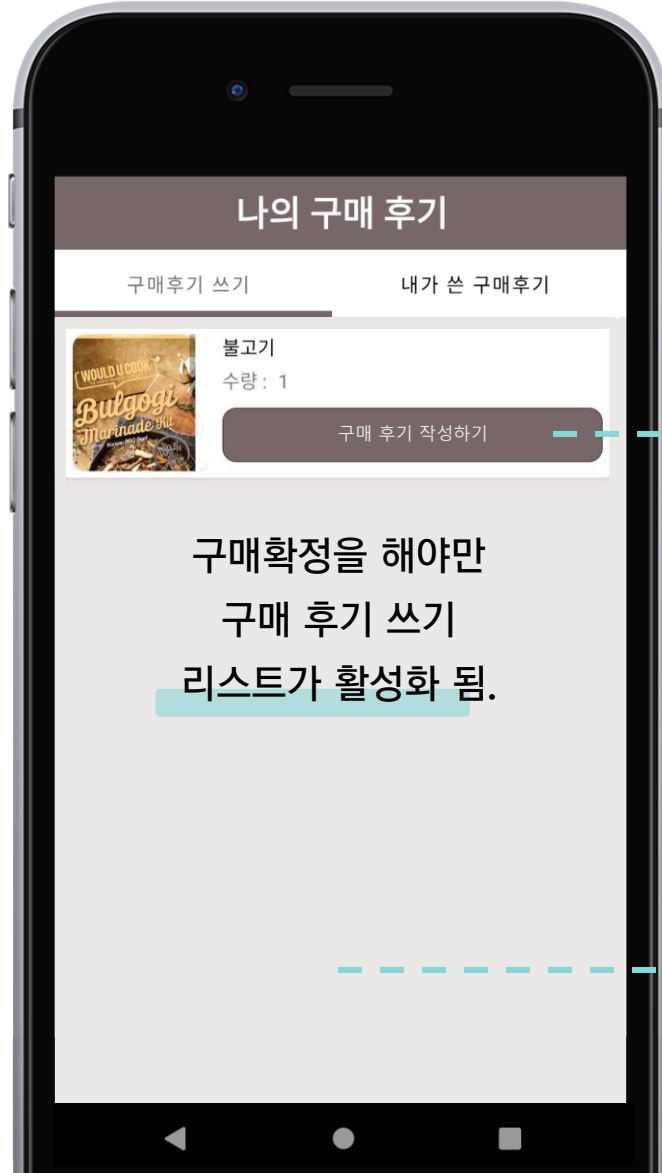 나의 구매 후기
구매후기 쓰기
내가 쓴 구매후기
WOULD U COOK
Bulgogi
Marinade Kit
Korean BBQ Beef
불고기
수량 : 1
구매 후기 작성하기
구매확정을 해야만
구매 후기 쓰기
리스트가 활성화 됨.